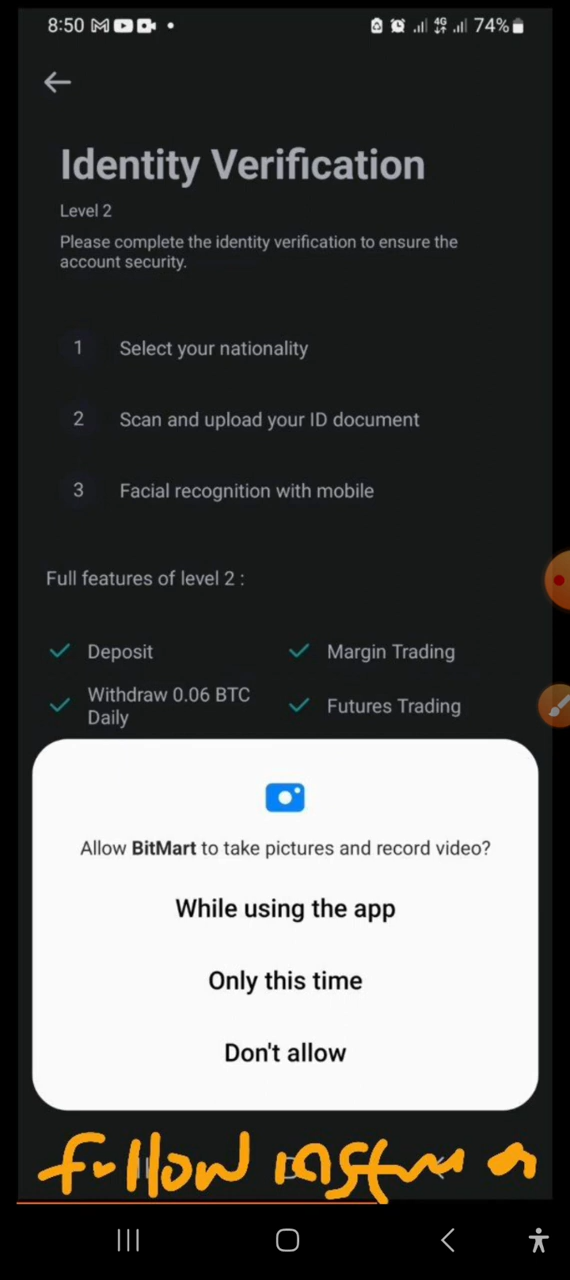 8:50
4G 74%
Identity Verification
Level 2
Please complete the identity verification to ensure the
account security.
1 Select your nationality
2 Scan and upload your ID document
3 Facial recognition with mobile
Full features of level 2 :
Deposit Margin Trading
Withdraw 0.06 BTC
Daily
Futures Trading
Allow BitMart to take pictures and record video?
While using the app
Only this time
Don't allow
follow